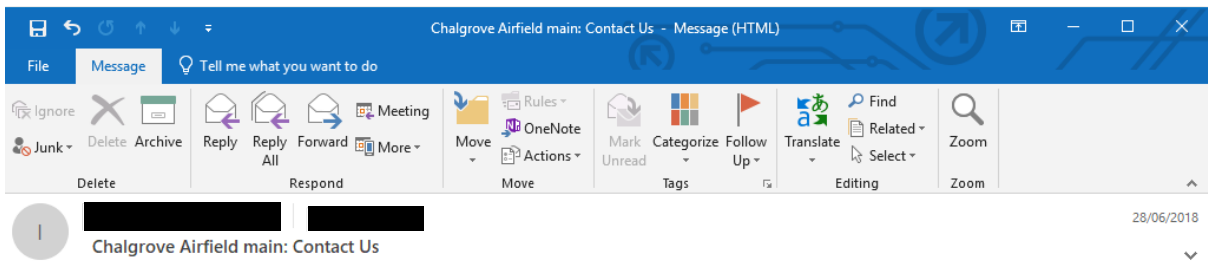 Chalgrove Airfield main: Contact Us - Message (HTML)
File Message Tell me what you want to do
Ignore Delete Archive Reply Reply All Forward Meeting Move Rules Mark Unread Categorize Follow Up Translate Find Zoom
Junk More OneNote Actions Related Select
Delete Respond Move Tags Editing Zoom
I 28/06/2018
Chalgrove Airfield main: Contact Us